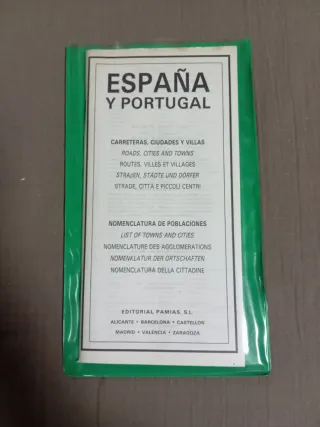 ESPAÑA
Y PORTUGAL
CARRETERAS, CIUDADES Y VILLAS
ROADS, CITIES AND TOWNS
ROUTES, VILLES ET VILLAGES
STRAẞEN, STADTE UND DORFER
STRADE, CITTÀ E PICCOLI CENTRI
NOMENCLATURA DE POBLACIONES
LIST OF TOWNS AND CITIES
NOMENCLATURE DES AGGLOMERATIONS
NOMENKLATUR DER ORTSCHAFTEN
NOMENCLATURA DELLA CITTADINE
EDITORIAL PAMIAS, S.L.
ALICANTE • BARCELONA • CASTELLON
MADRID • VALENCIA • ZARAGOZA